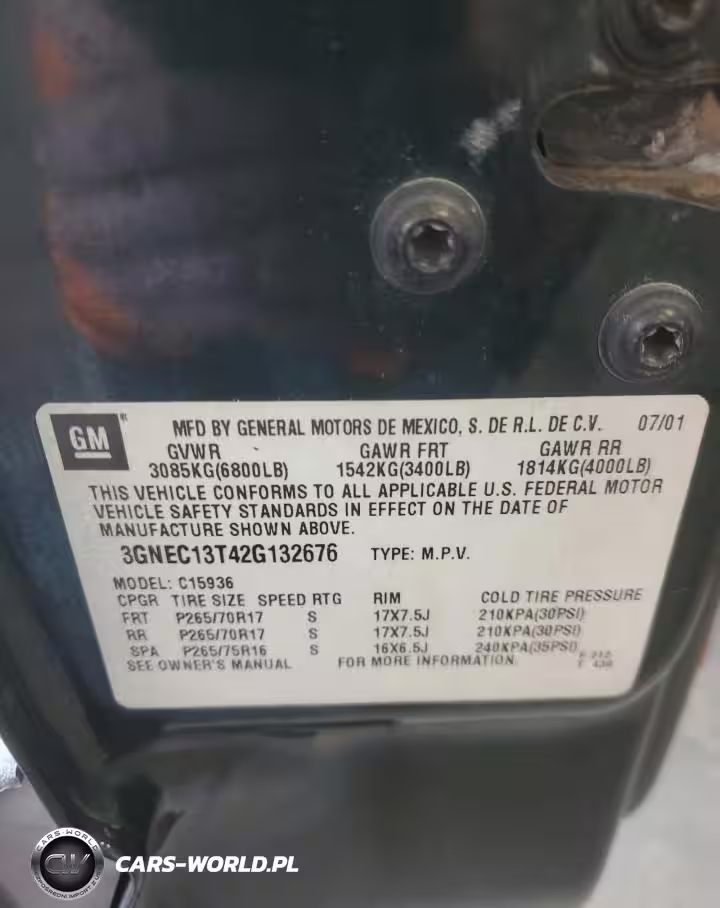 GM
MFD BY GENERAL MOTORS DE MEXICO, S. DE R.L. DE C.V. 07/01
GVWR GAWR FRT GAWR RR
3085KG(6800LB) 1542KG(3400LB) 1814KG(4000LB)
THIS VEHICLE CONFORMS TO ALL APPLICABLE U.S. FEDERAL MOTOR
VEHICLE SAFETY STANDARDS IN EFFECT ON THE DATE OF
MANUFACTURE SHOWN ABOVE.
3GNEC13T42G132676 TYPE: M.P.V.
MODEL: C15936
CPGR TIRE SIZE SPEED RTG RIM COLD TIRE PRESSURE
FRT P265/70R17 S 17X7.5J 210KPA(30PSI)
RR P265/70R17 S 17X7.5J 210KPA(30PSI)
SPA P265/75R16 S 16X6.5J 240KPA(35PSI)
SEE OWNER'S MANUAL FOR MORE INFORMATION
CARS-WORLD
CW
CARS-WORLD.PL